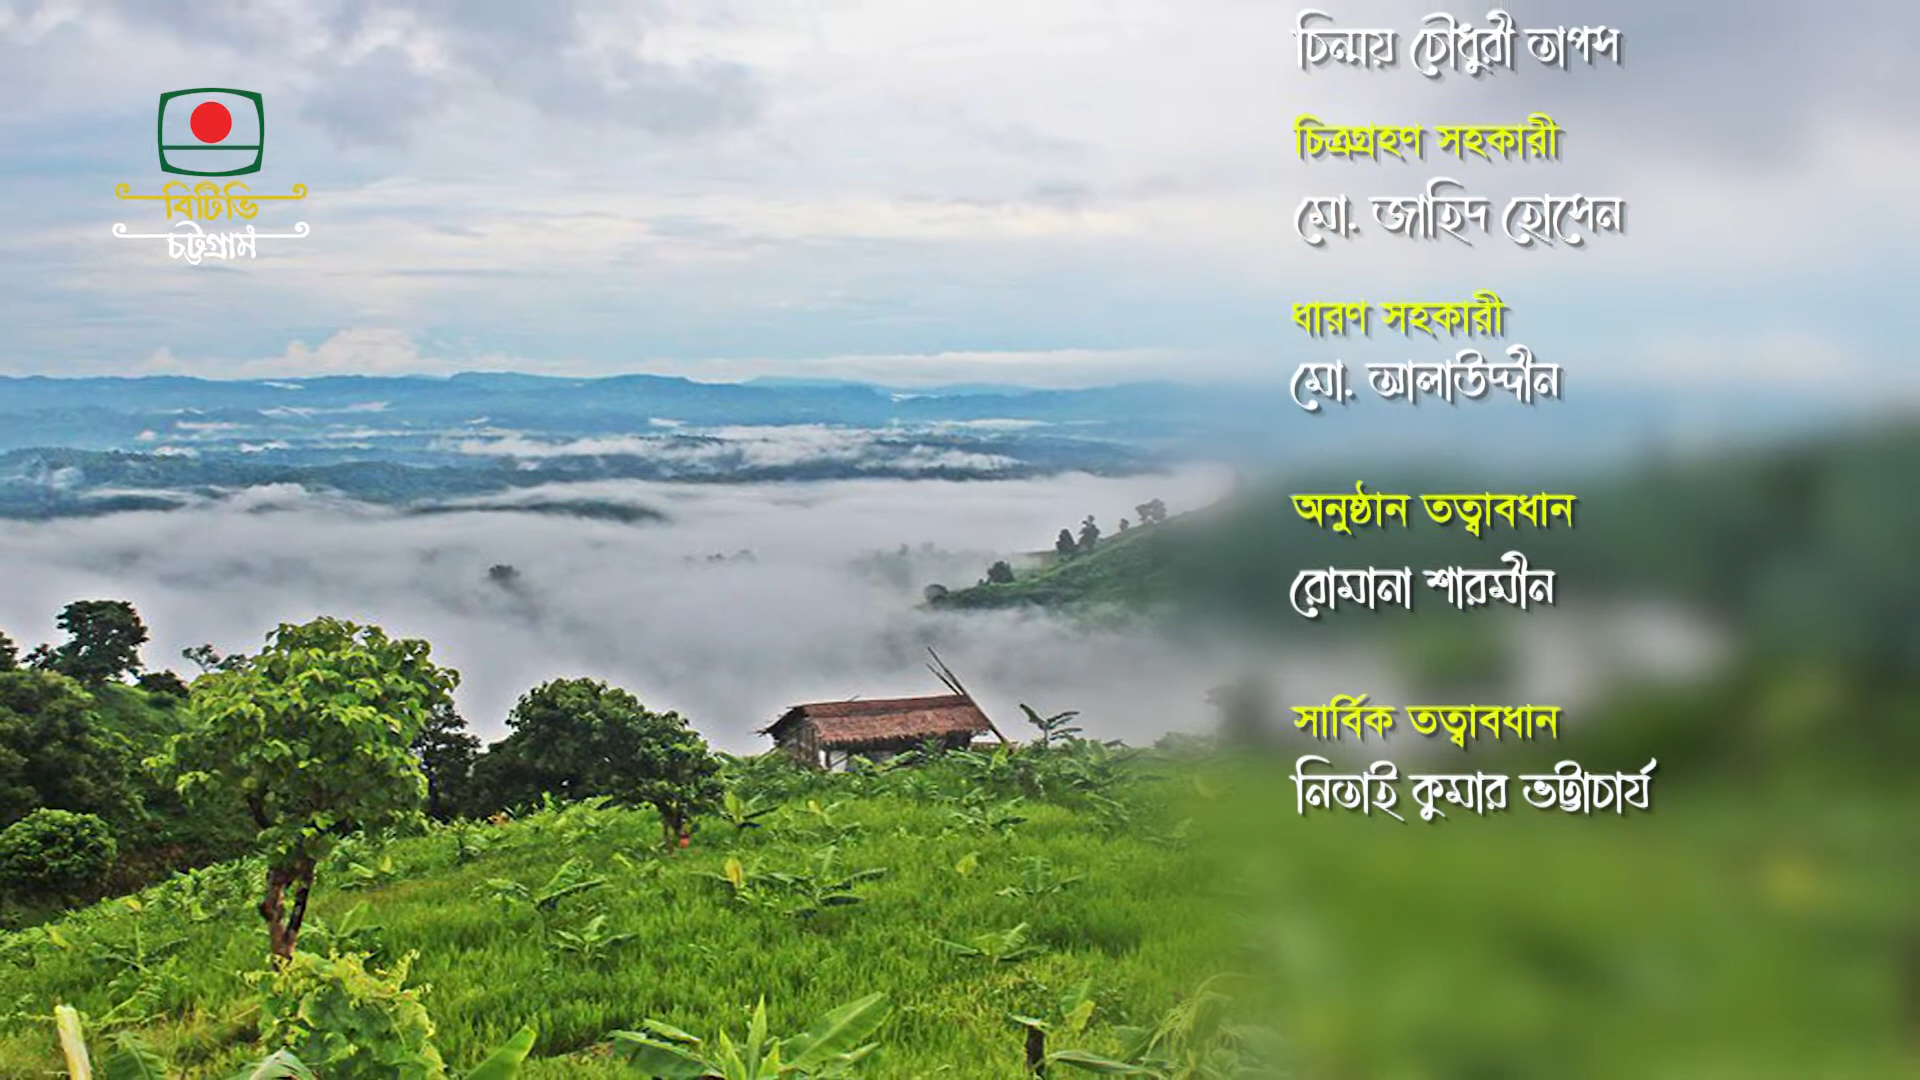 বিটিভি
চট্টগ্রাম
চিন্ময় চৌধুরী তাপস
চিত্রগ্রহণ সহকারী
মো. জাহিদ হোসেন
ধারণ সহকারী
মো. আলাউদ্দীন
অনুষ্ঠান তত্বাবধান
রোমানা শারমীন
সার্বিক তত্বাবধান
নিতাই কুমার ভট্টাচার্য